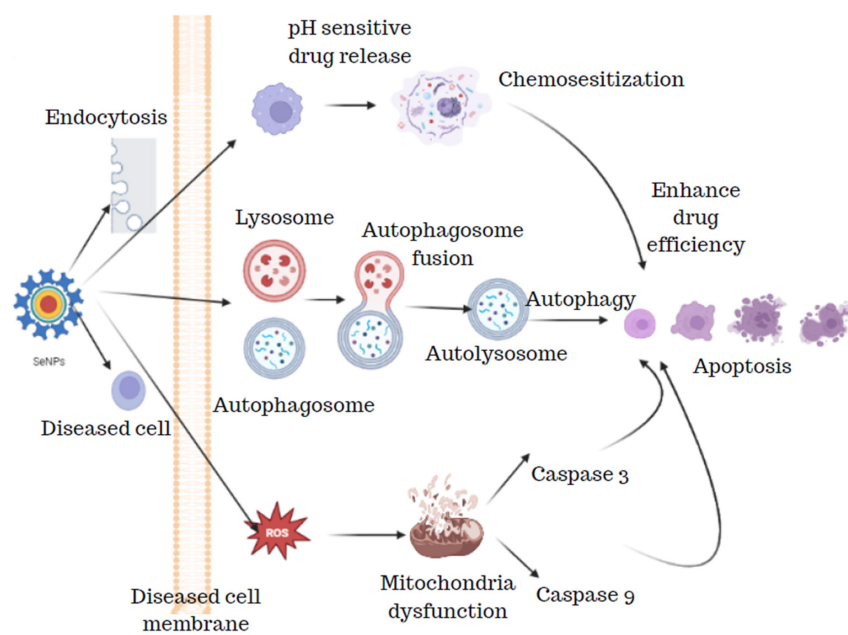 pH sensitive
drug release
Chemosesitization
Endocytosis
Enhance
drug
efficiency
Lysosome
Autophagosome
fusion
SeNPs
Autophagy
Autolysosome
Apoptosis
Autophagosome
Diseased cell
Caspase 3
ROS
Mitochondria
dysfunction
Caspase 9
Diseased cell
membrane